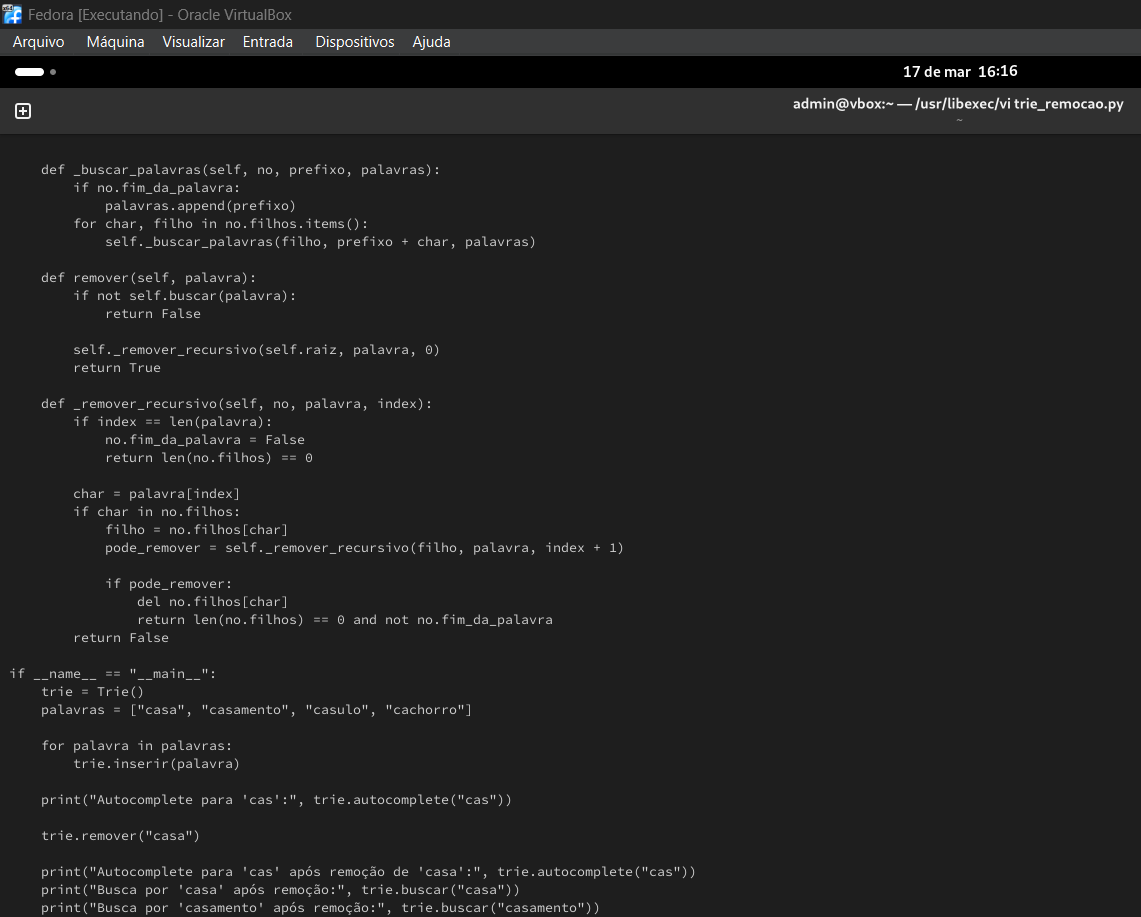 Fedora [Executando] - Oracle VirtualBox
Arquivo Máquina Visualizar Entrada Dispositivos Ajuda
17 de mar 16:16
admin@vbox:~ — /usr/libexec/vi trie_remocao.py
~
    def _buscar_palavras(self, no, prefixo, palavras):
        if no.fim_da_palavra:
            palavras.append(prefixo)
        for char, filho in no.filhos.items():
            self._buscar_palavras(filho, prefixo + char, palavras)
    def remover(self, palavra):
        if not self.buscar(palavra):
            return False
        self._remover_recursivo(self.raiz, palavra, 0)
        return True
    def _remover_recursivo(self, no, palavra, index):
        if index == len(palavra):
            no.fim_da_palavra = False
            return len(no.filhos) == 0
        char = palavra[index]
        if char in no.filhos:
            filho = no.filhos[char]
            pode_remover = self._remover_recursivo(filho, palavra, index + 1)
            if pode_remover:
                del no.filhos[char]
                return len(no.filhos) == 0 and not no.fim_da_palavra
        return False
if __name__ == "__main__":
    trie = Trie()
    palavras = ["casa", "casamento", "casulo", "cachorro"]
    for palavra in palavras:
        trie.inserir(palavra)
    print("Autocomplete para 'cas':", trie.autocomplete("cas"))
    trie.remover("casa")
    print("Autocomplete para 'cas' após remoção de 'casa':", trie.autocomplete("cas"))
    print("Busca por 'casa' após remoção:", trie.buscar("casa"))
    print("Busca por 'casamento' após remoção:", trie.buscar("casamento"))